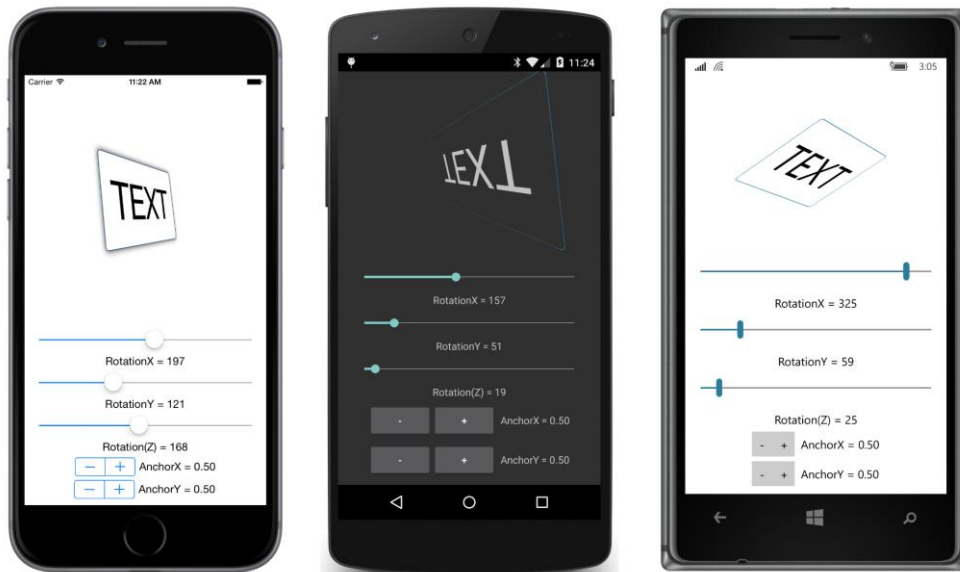 Carrier 11:22 AM
TEXT
RotationX = 197
RotationY = 121
Rotation(Z) = 168
− + AnchorX = 0.50
− + AnchorY = 0.50
11:24
TEXT
RotationX = 157
RotationY = 51
Rotation(Z) = 19
- + AnchorX = 0.50
- + AnchorY = 0.50
3:05
TEXT
RotationX = 325
RotationY = 59
Rotation(Z) = 25
- + AnchorX = 0.50
- + AnchorY = 0.50